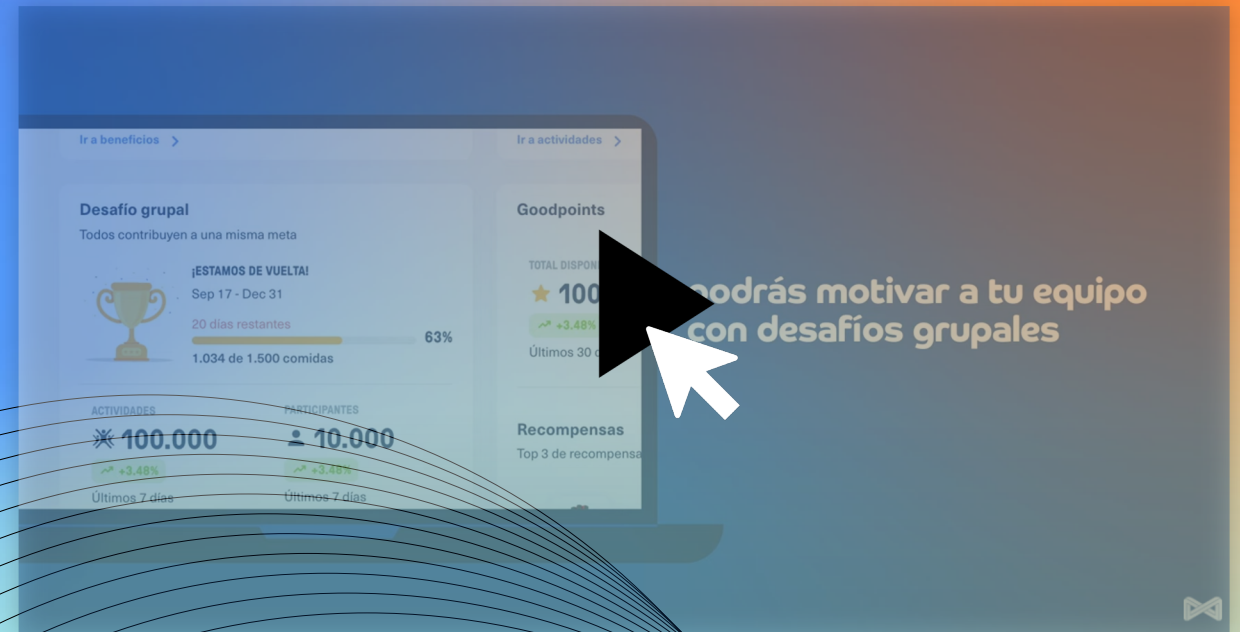 Ir a beneficios
Ir a actividades
Desafío grupal
Todos contribuyen a una misma meta
¡ESTAMOS DE VUELTA!
Sep 17 - Dec 31
20 días restantes
63%
1.034 de 1.500 comidas
ACTIVIDADES
100.000
+3.48%
Últimos 7 días
PARTICIPANTES
10.000
+3.48%
Últimos 7 días
Goodpoints
TOTAL
100
+3.48%
Últimos 30
Recompensas
Top 3 de
podrás motivar a tu equipo
con desafíos grupales